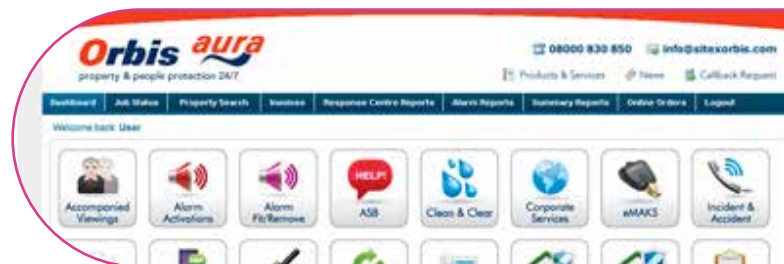 Orbis aura
property & people protection 24/7
08000 830 850 info@sitexorbis.com
Products & Services News Callback Request
Dashboard Job Status Property Search Invoices Response Centre Reports Alarm Reports Summary Reports Online Orders Logout
Welcome back User
HELP!
Accompanied Viewings
Alarm Activations
Alarm Fit/Remove
ASB
Clean & Clear
Corporate Services
eMAKS
Incident & Accident